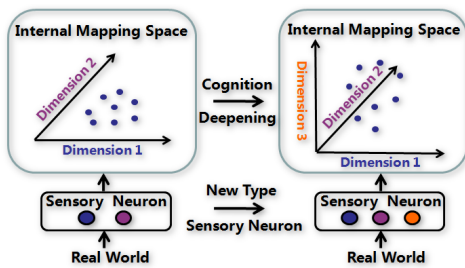 Internal Mapping Space
Dimension 2
Dimension 1
Sensory Neuron
Real World
Cognition
Deepening
New Type
Sensory Neuron
Internal Mapping Space
Dimension 3
Dimension 2
Dimension 1
Sensory Neuron
Real World